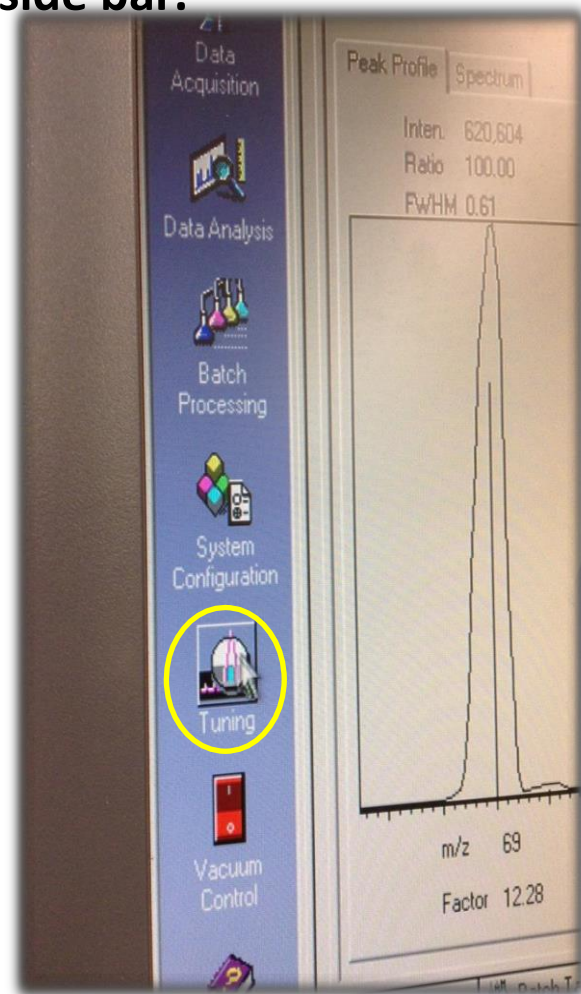 side bar:
Data
Acquisition
Data Analysis
Batch
Processing
System
Configuration
Tuning
Vacuum
Control
Peak Profile Spectrum
Inten. 620,604
Ratio 100.00
FWHM 0.61
m/z 69
Factor 12.28